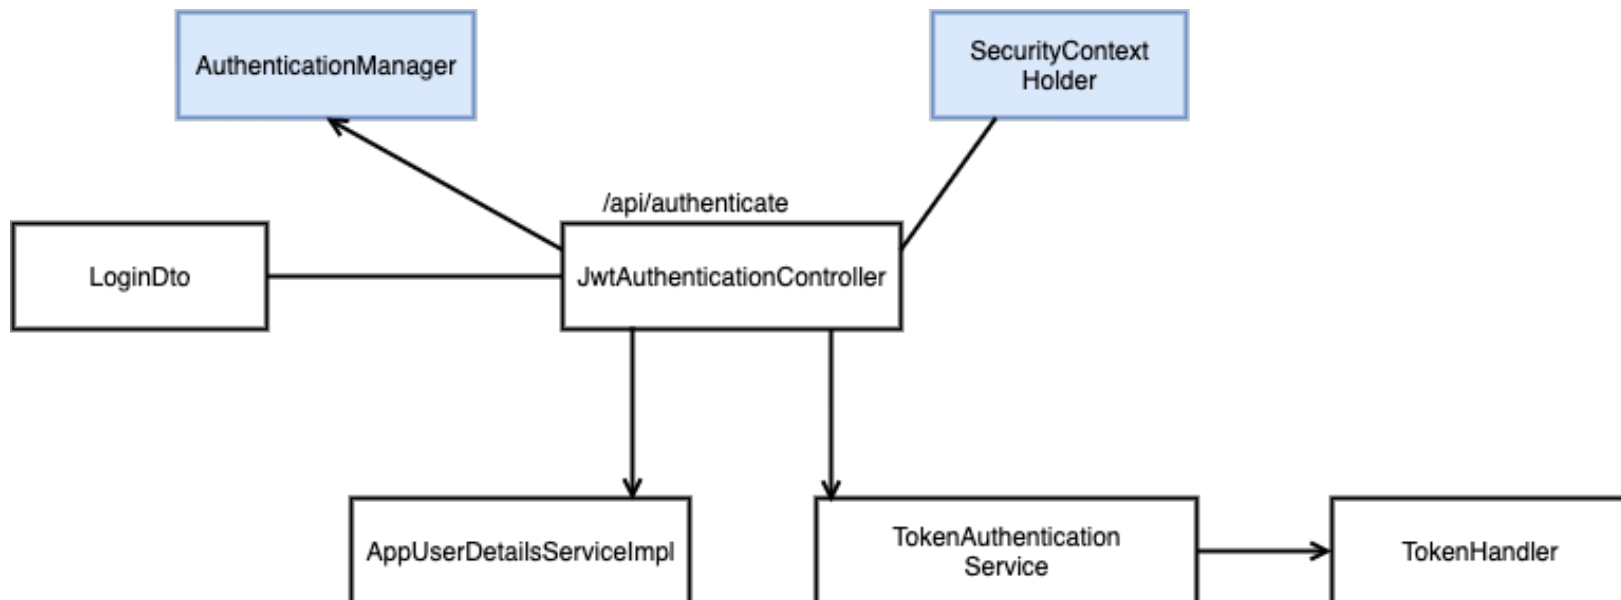 AuthenticationManager
SecurityContext
Holder
/api/authenticate
LoginDto
JwtAuthenticationController
AppUserDetailsServiceImpl
TokenAuthentication
Service
TokenHandler